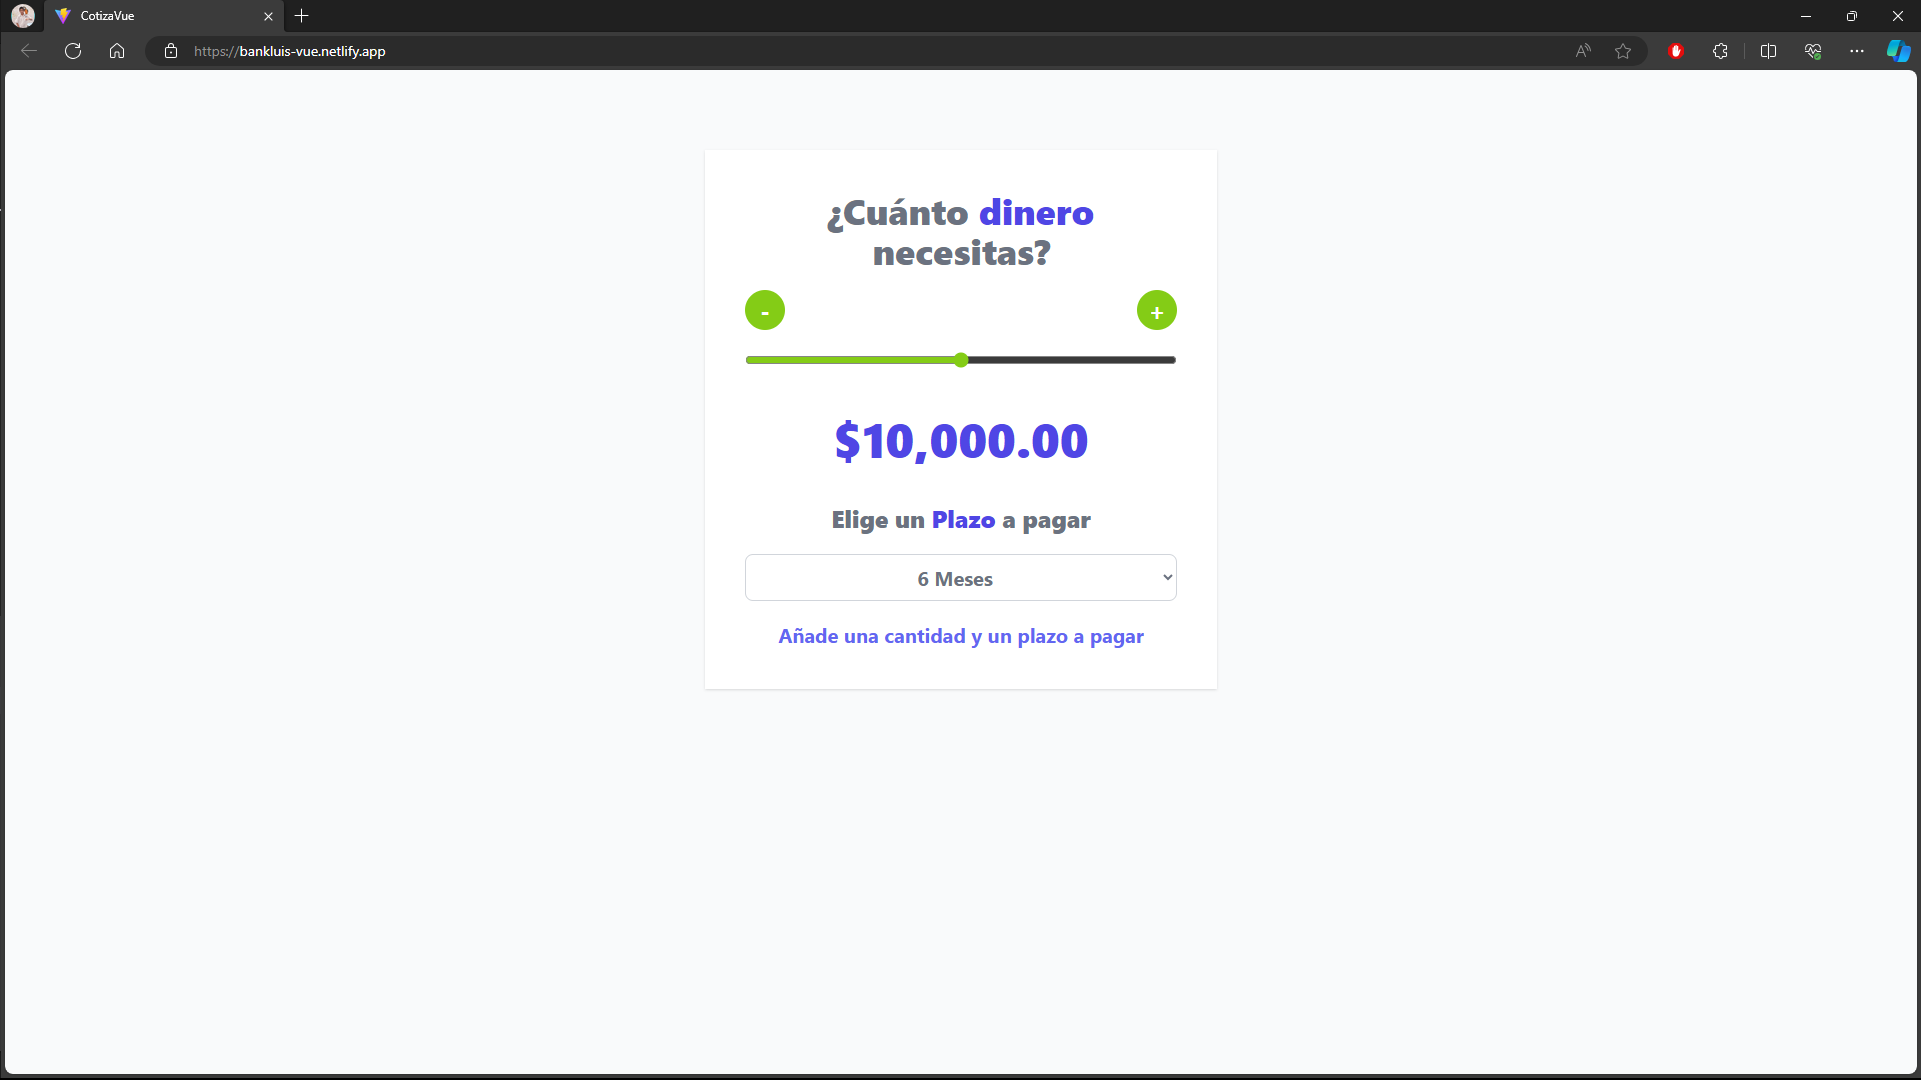 CotizaVue
https://bankluis-vue.netlify.app
¿Cuánto dinero
necesitas?
- +
$10,000.00
Elige un Plazo a pagar
6 Meses
Añade una cantidad y un plazo a pagar